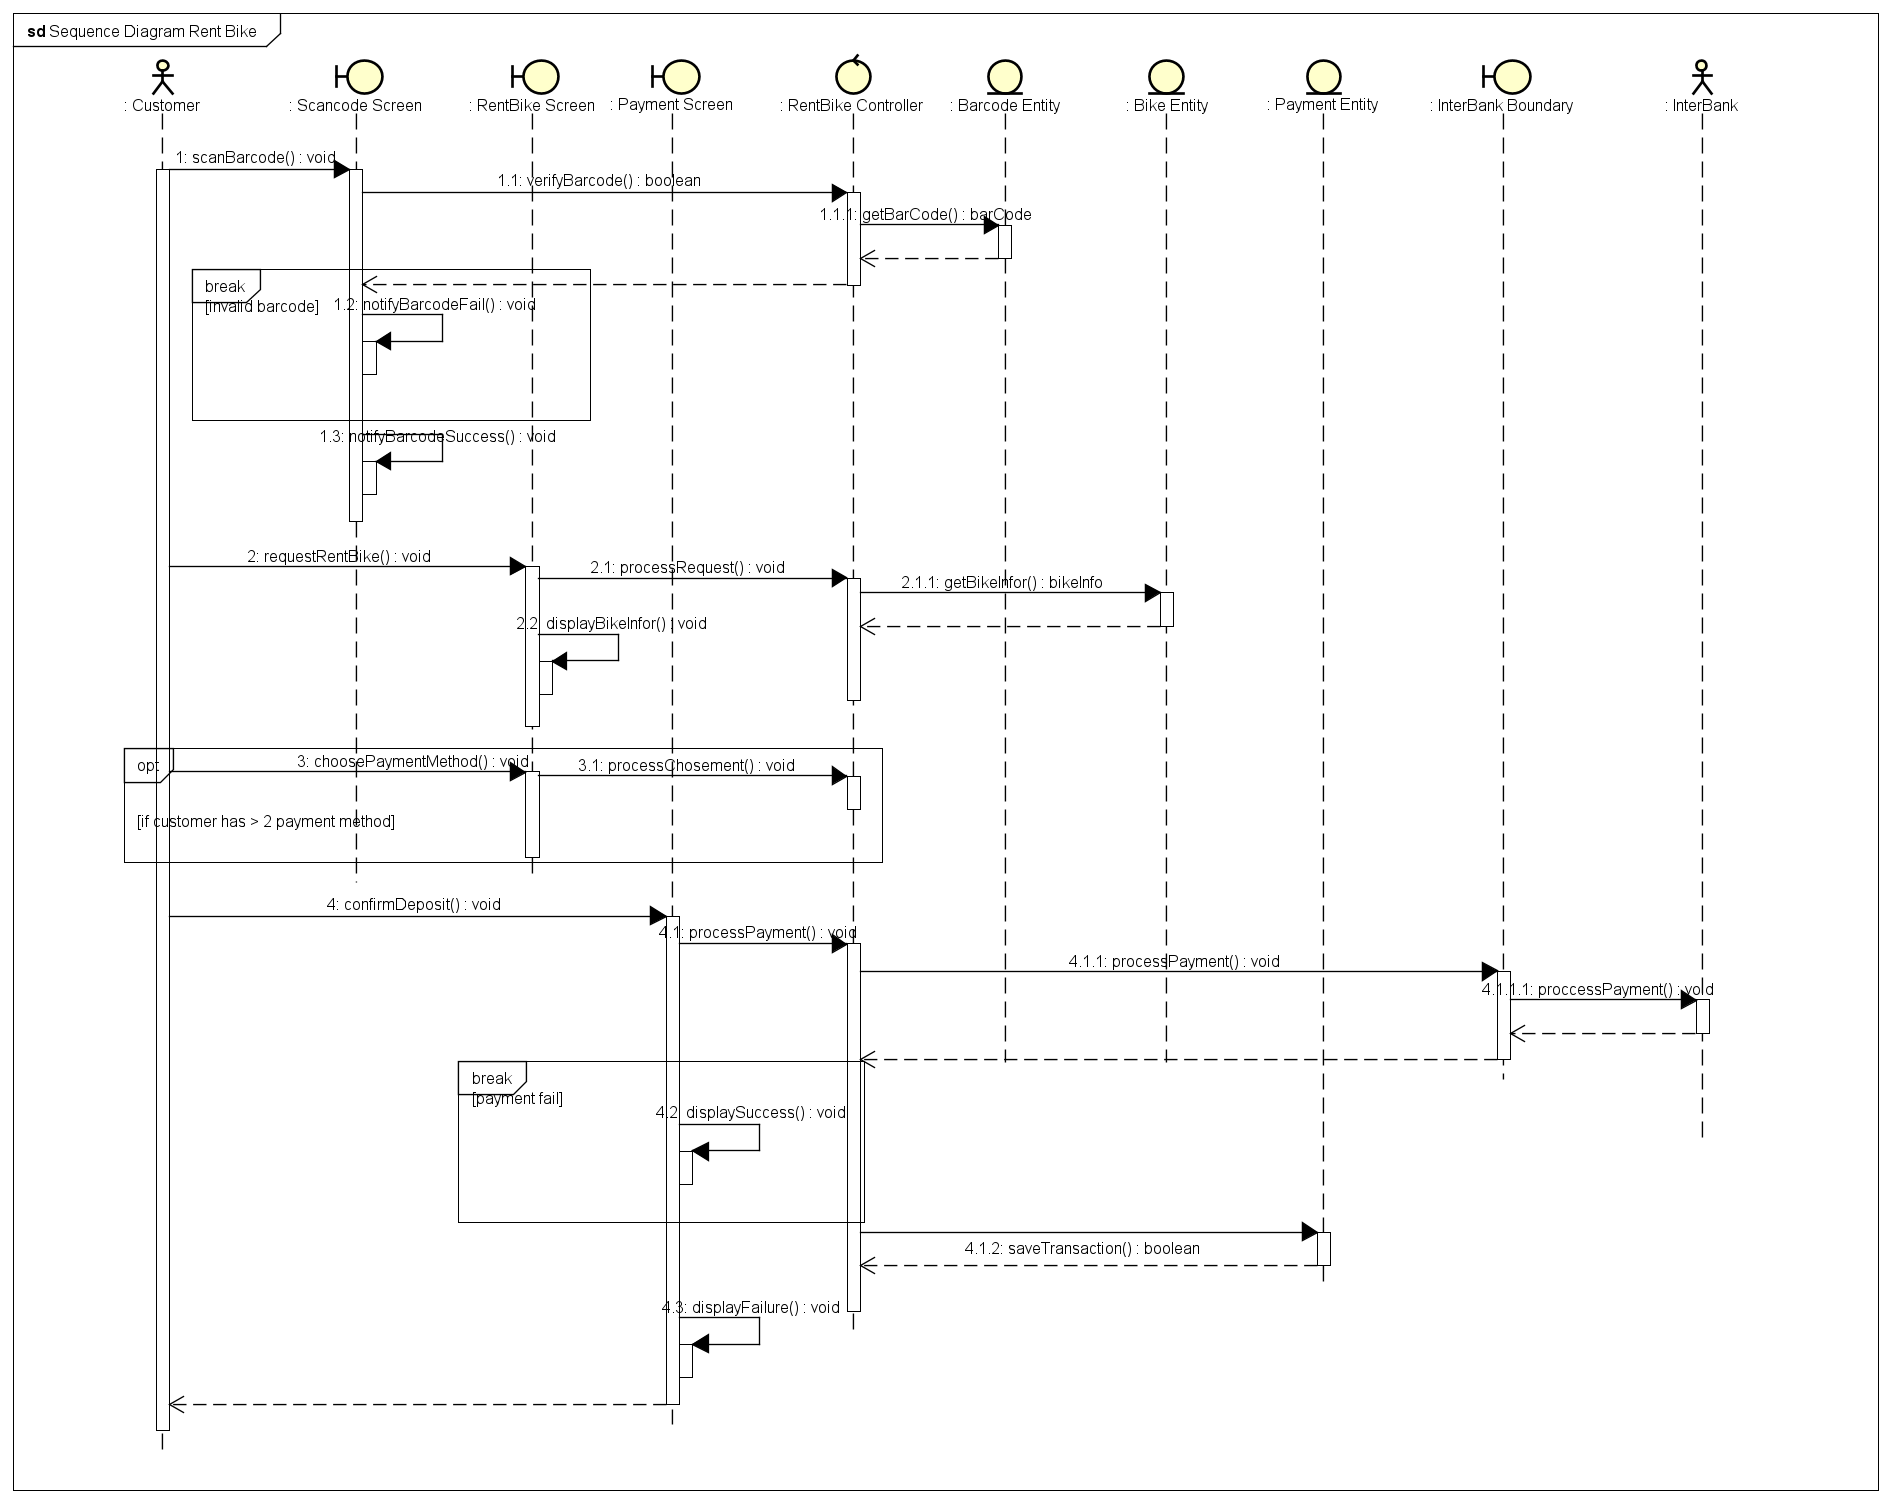 sd Sequence Diagram Rent Bike
: Customer
: Scancode Screen
: RentBike Screen
: Payment Screen
: RentBike Controller
: Barcode Entity
: Bike Entity
: Payment Entity
: InterBank Boundary
: InterBank
1: scanBarcode() : void
1.1: verifyBarcode() : boolean
1.1.1: getBarCode() : barCode
break
[invalid barcode]
1.2: notifyBarcodeFail() : void
1.3: notifyBarcodeSuccess() : void
2: requestRentBike() : void
2.1: processRequest() : void
2.1.1: getBikeInfor() : bikeInfo
2.2: displayBikeInfor() : void
opt
3: choosePaymentMethod() : void
3.1: processChosement() : void
[if customer has > 2 payment method]
4: confirmDeposit() : void
4.1: processPayment() : void
4.1.1: processPayment() : void
4.1.1.1: proccessPayment() : void
break
[payment fail]
4.2: displaySuccess() : void
4.1.2: saveTransaction() : boolean
4.3: displayFailure() : void